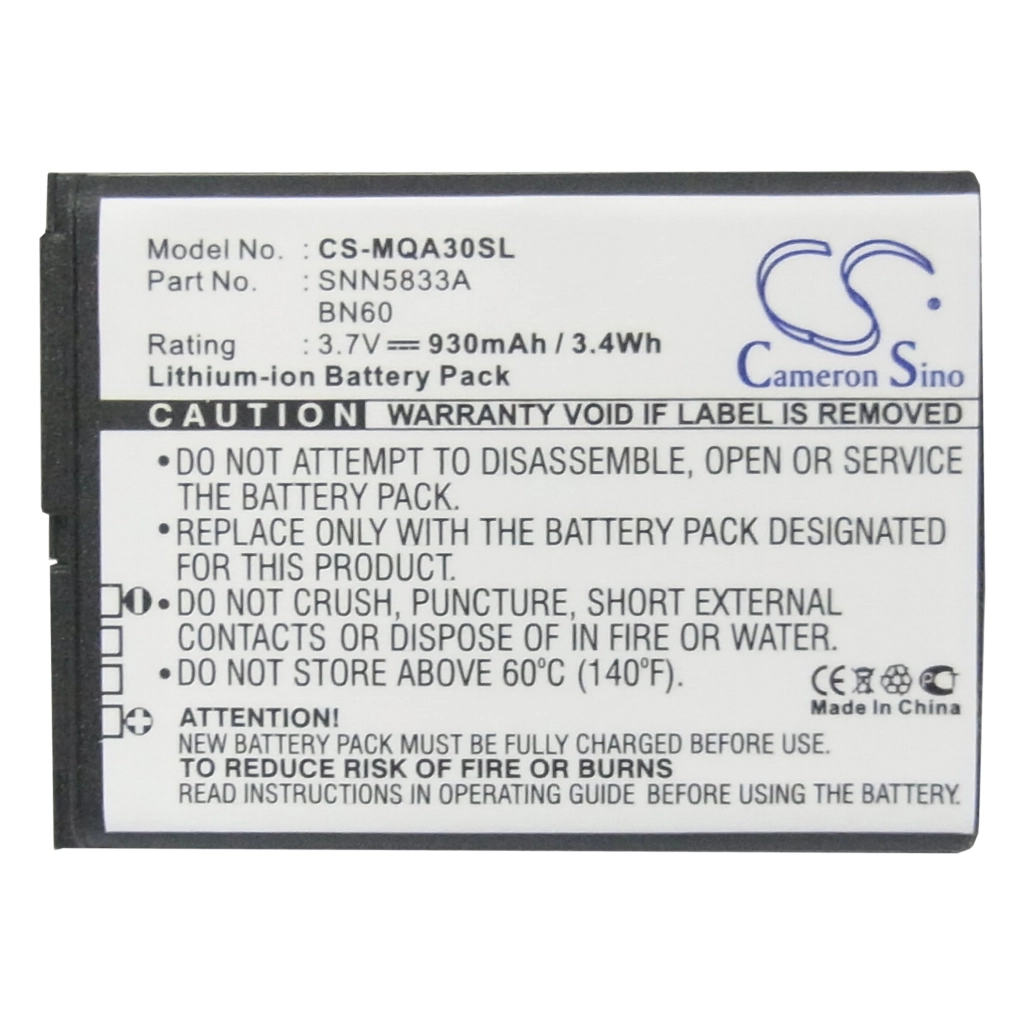 Model No. : CS-MQA30SL
Part No. : SNN5833A
BN60
Rating : 3.7V 930mAh / 3.4Wh
Lithium-ion Battery Pack
CS
Cameron Sino
CAUTION WARRANTY VOID IF LABEL IS REMOVED
•DO NOT ATTEMPT TO DISASSEMBLE, OPEN OR SERVICE
THE BATTERY PACK.
•REPLACE ONLY WITH THE BATTERY PACK DESIGNATED
FOR THIS PRODUCT.
•DO NOT CRUSH, PUNCTURE, SHORT EXTERNAL
CONTACTS OR DISPOSE OF IN FIRE OR WATER.
•DO NOT STORE ABOVE 60°C (140°F).
CE
Made In China
ATTENTION!
NEW BATTERY PACK MUST BE FULLY CHARGED BEFORE USE.
TO REDUCE RISK OF FIRE OR BURNS
READ INSTRUCTIONS IN OPERATING GUIDE BEFORE USING THE BATTERY.